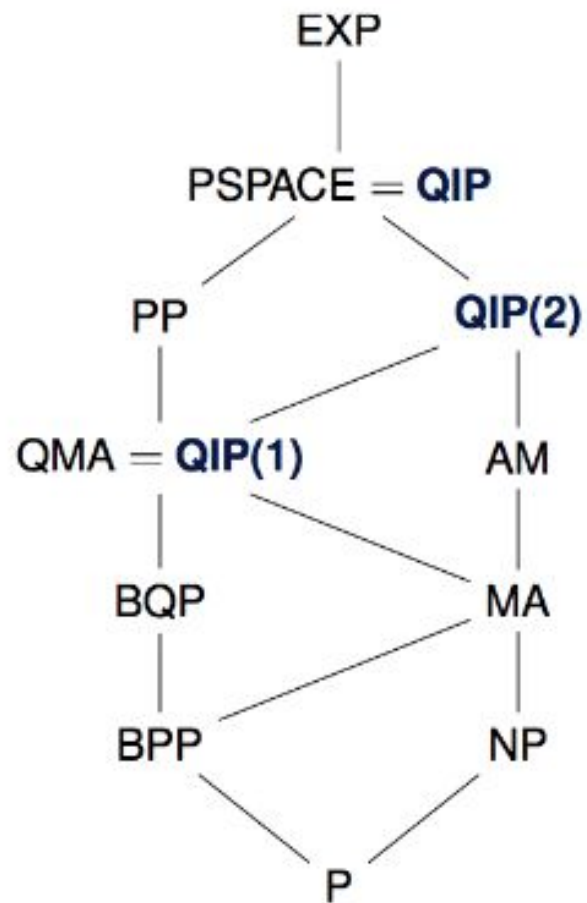 EXP
PSPACE = QIP
PP QIP(2)
QMA = QIP(1) AM
BQP MA
BPP NP
P